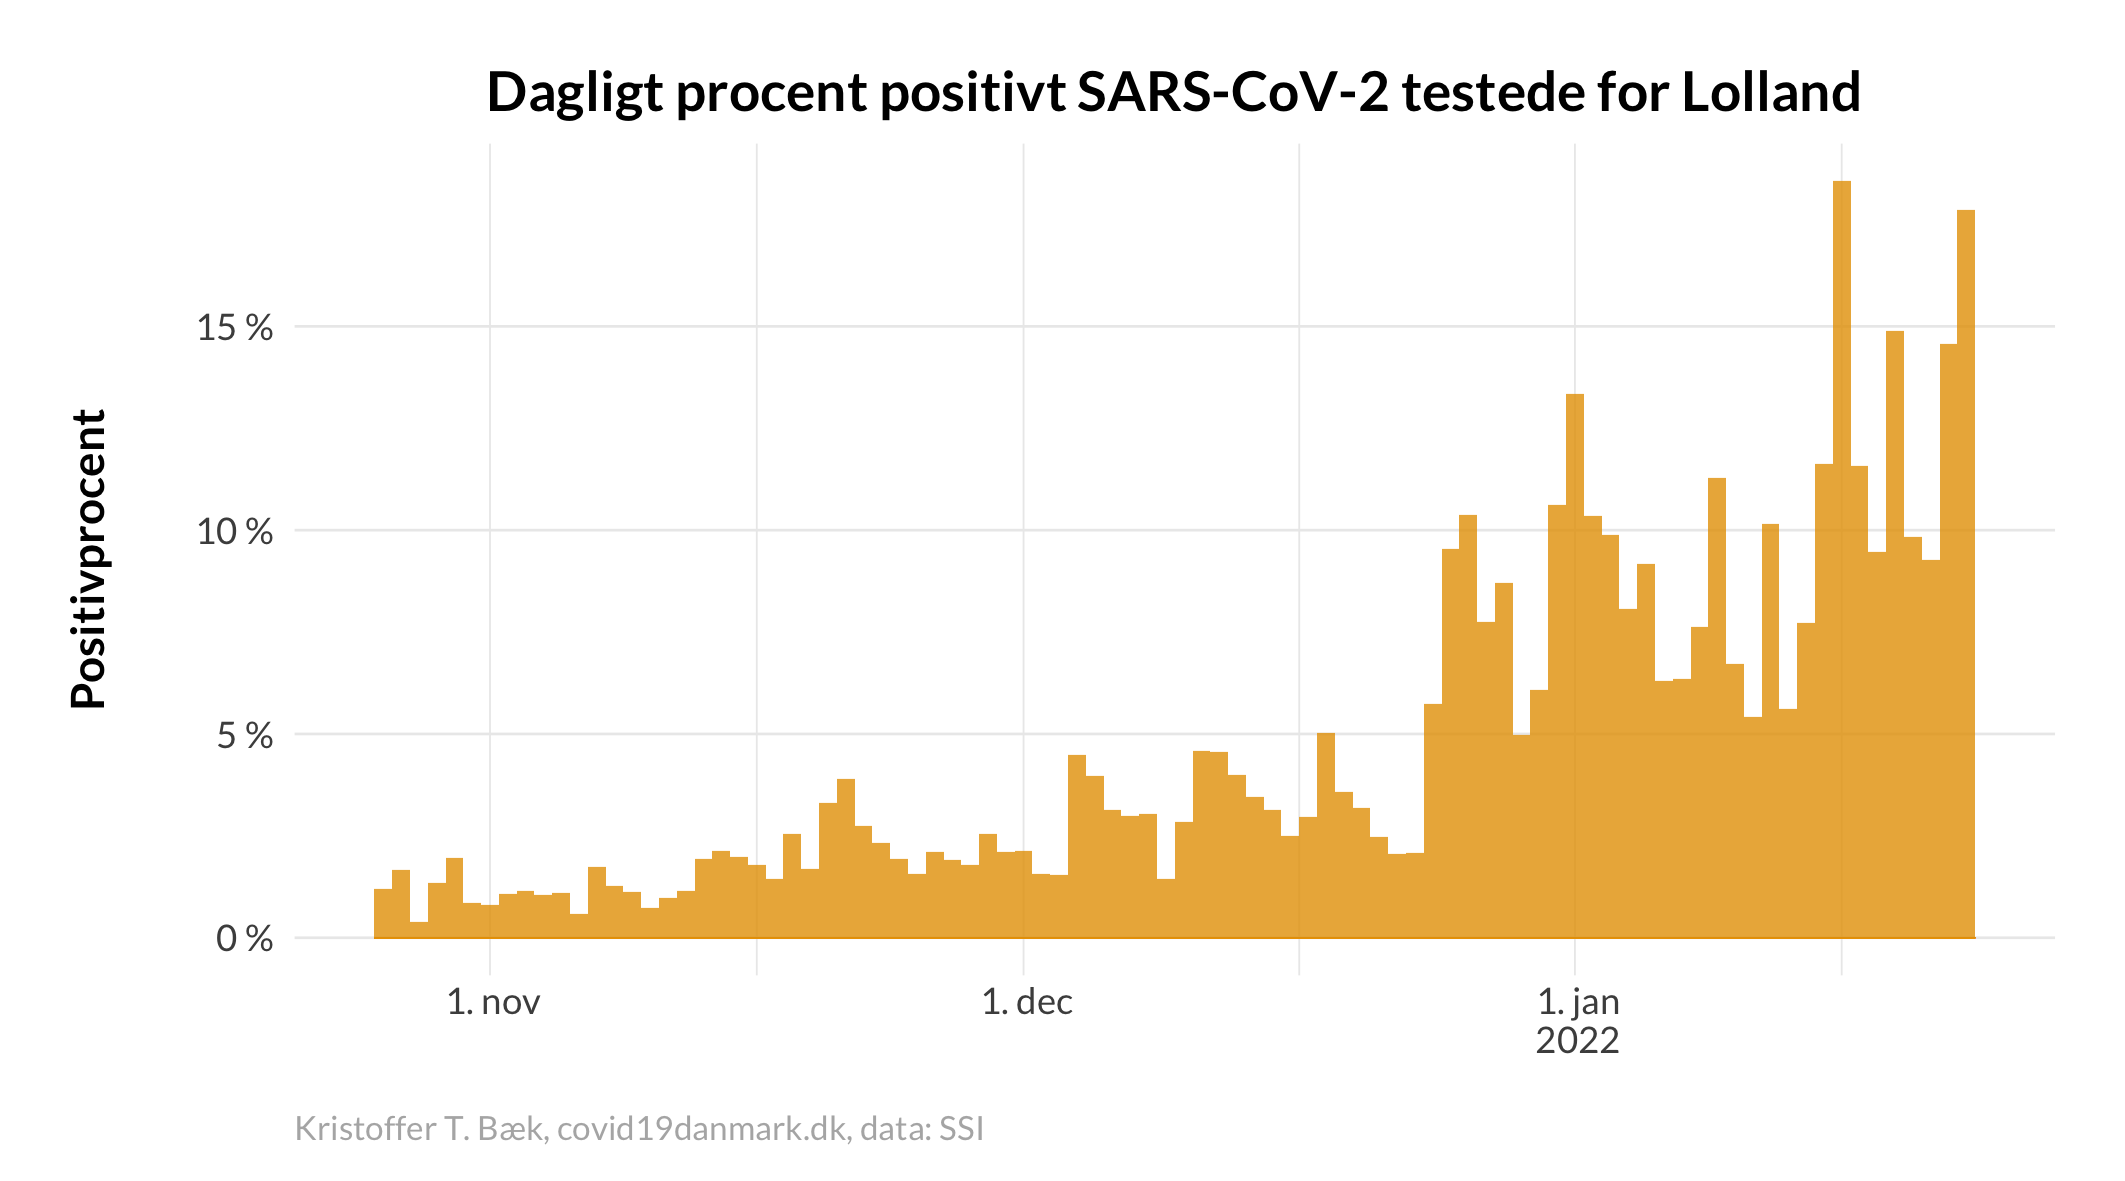 Dagligt procent positivt SARS-CoV-2 testede for Lolland
Positivprocent
15 %
10 %
5 %
0 %
1. nov
1. dec
1. jan
2022
Kristoffer T. Bæk, covid19danmark.dk, data: SSI